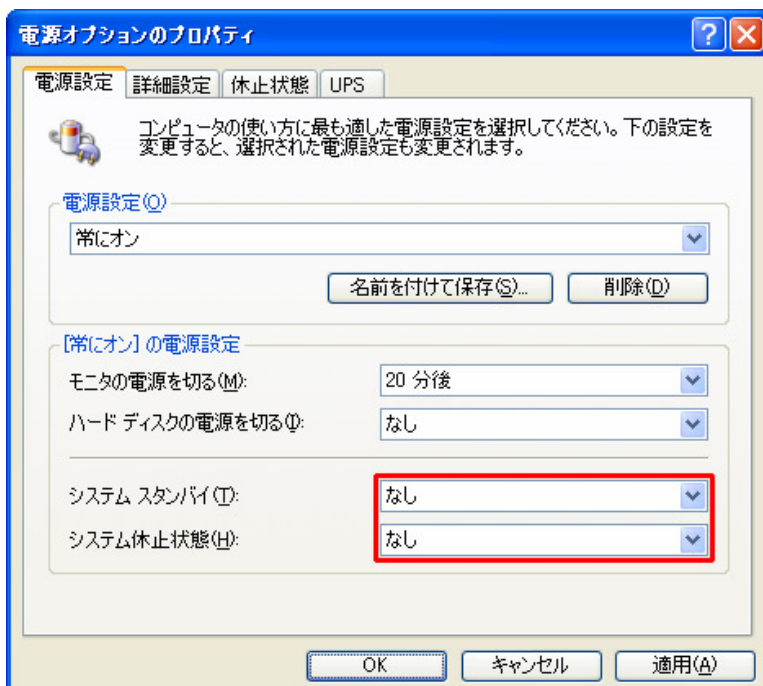 電源オプションのプロパティ
電源設定 詳細設定 休止状態 UPS
コンピュータの使い方に最も適した電源設定を選択してください。下の設定を
変更すると、選択された電源設定も変更されます。
電源設定(O)
常にオン
名前を付けて保存(S)... 削除(D)
[常にオン] の電源設定
モニタの電源を切る(M): 20 分後
ハード ディスクの電源を切る(I): なし
システム スタンバイ(T): なし
システム休止状態(H): なし
OK キャンセル 適用(A)